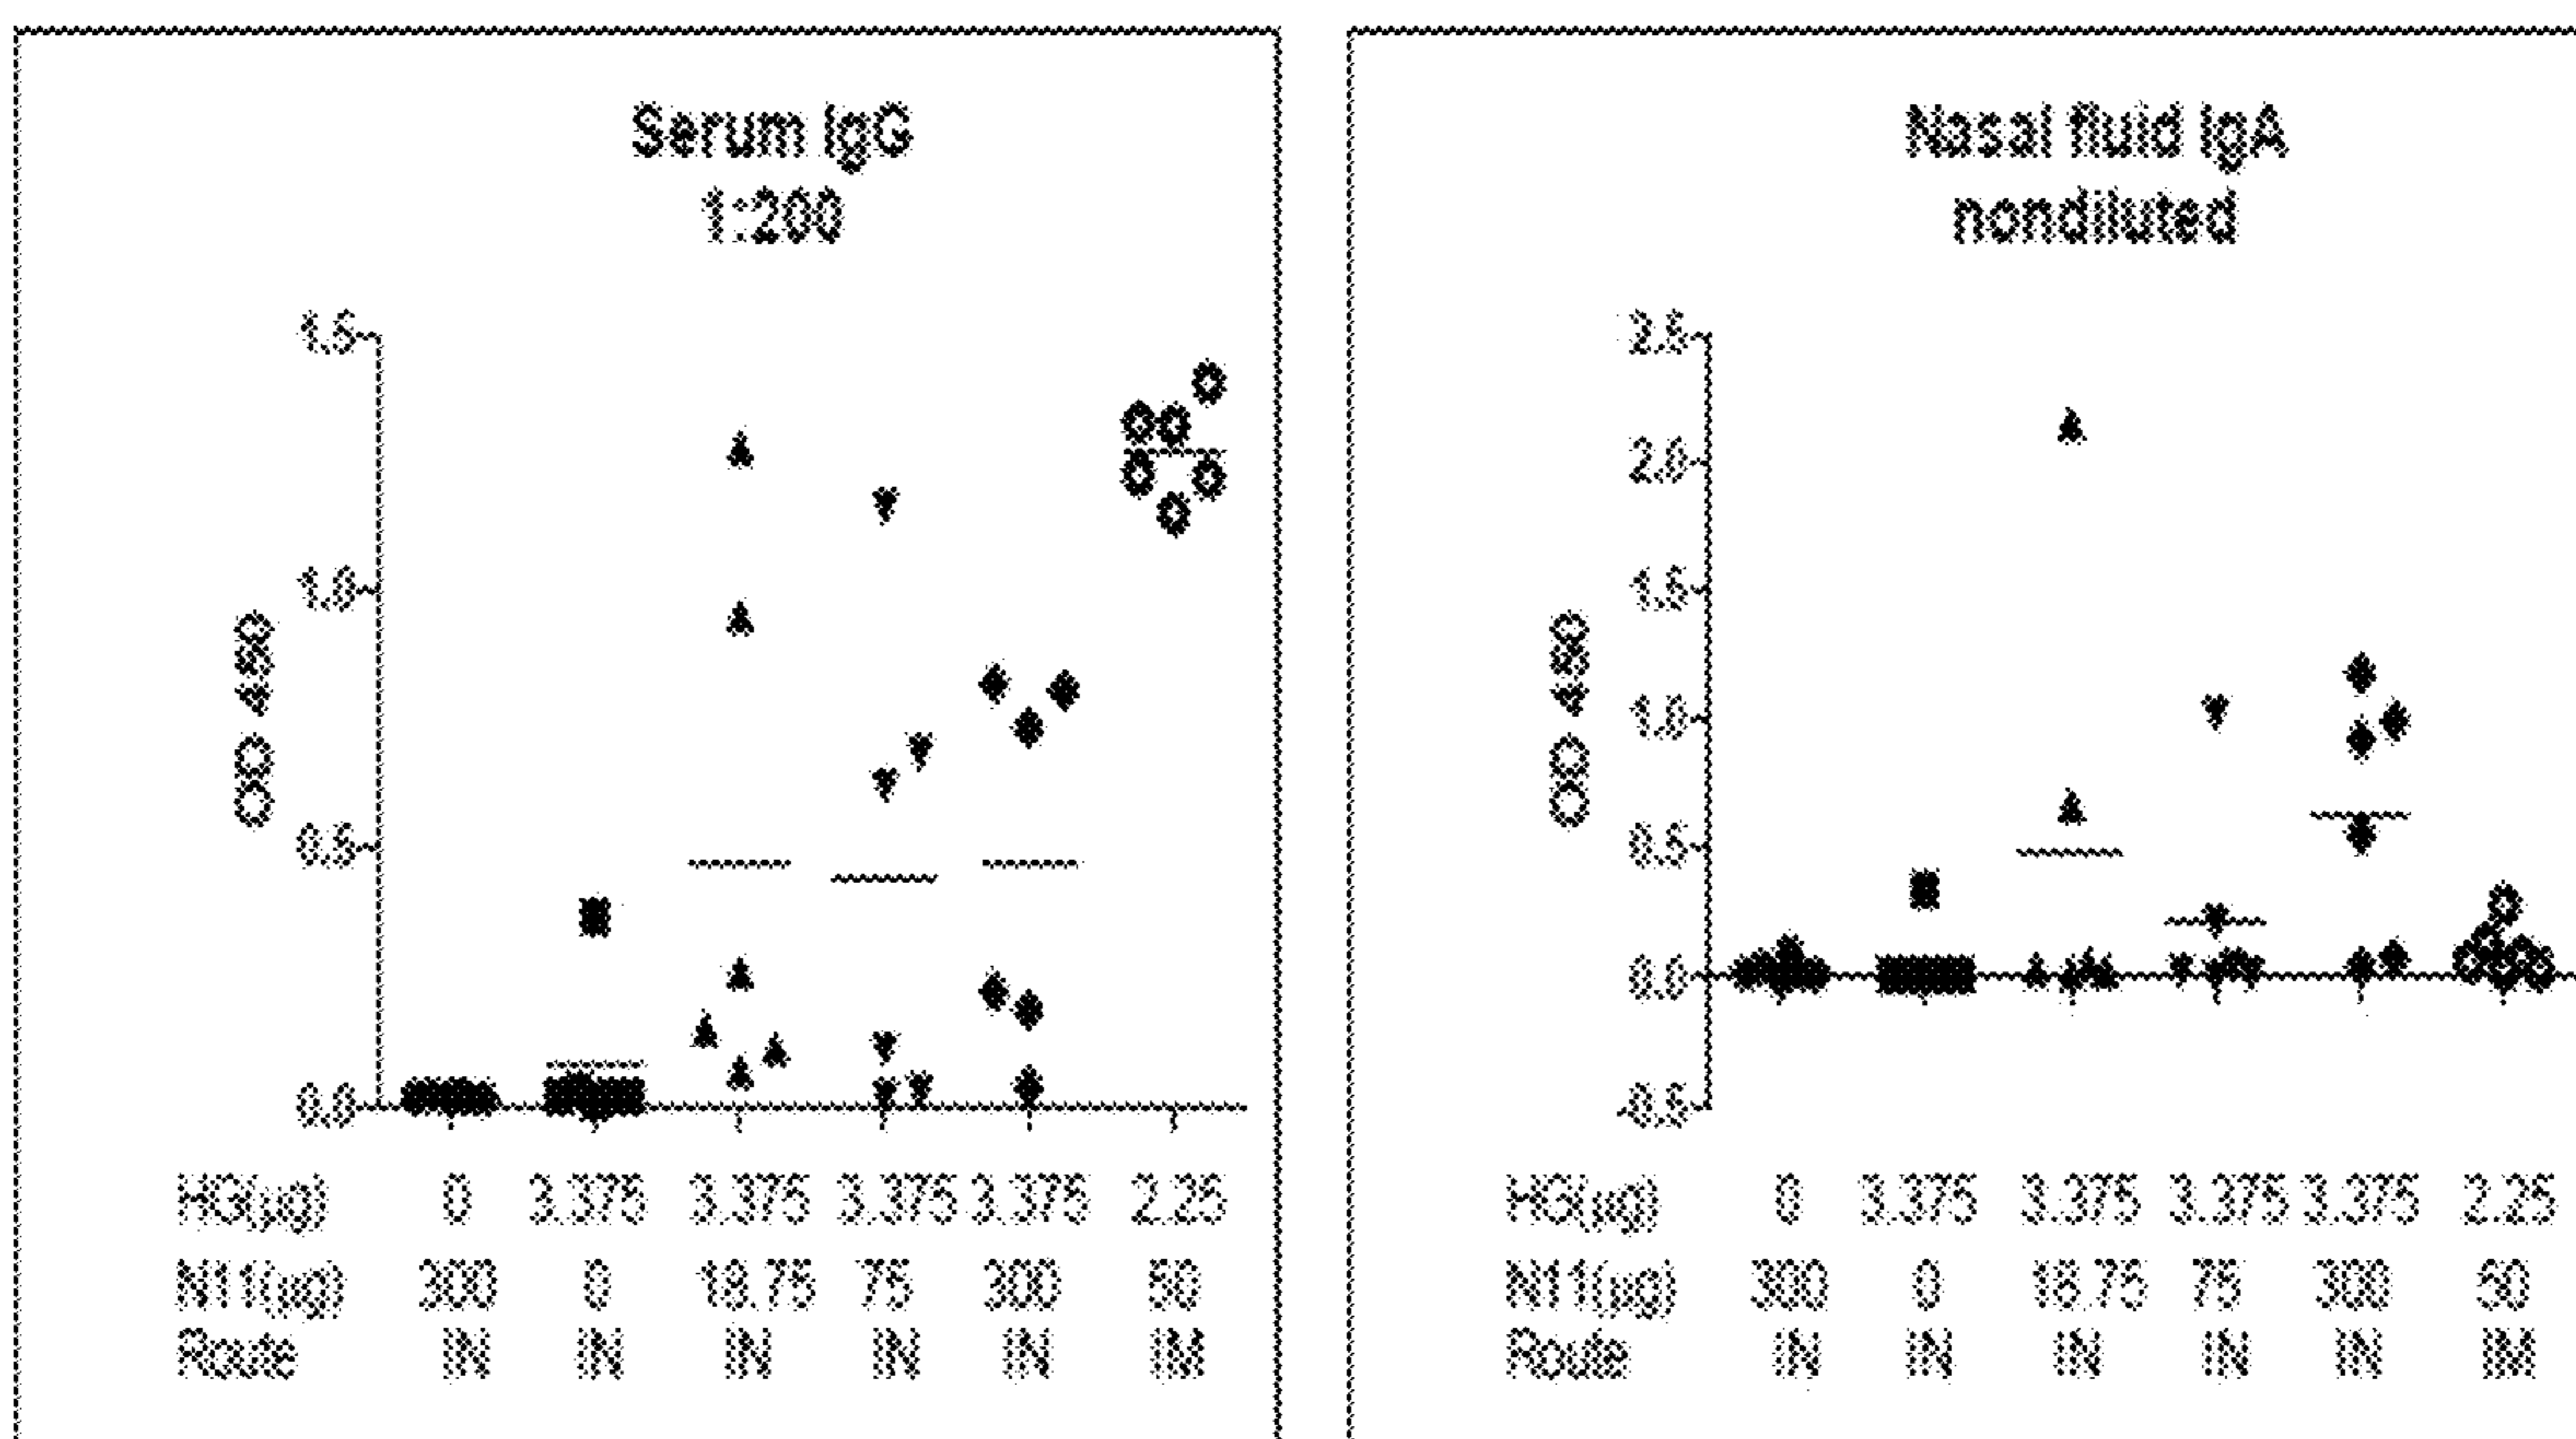 Serum IgG
1:200
1.5
1.0
0.5
0.0
OD 450
HG(µg) 0 3.375 3.375 3.375 3.375 2.25
N11(µg) 300 0 18.75 75 300 50
Route IN IN IN IN IN IM
Nasal fluid IgA
nondiluted
2.5
2.0
1.5
1.0
0.5
0.0
-0.5
OD 450
HG(µg) 0 3.375 3.375 3.375 3.375 2.25
N11(µg) 300 0 18.75 75 300 50
Route IN IN IN IN IN IM